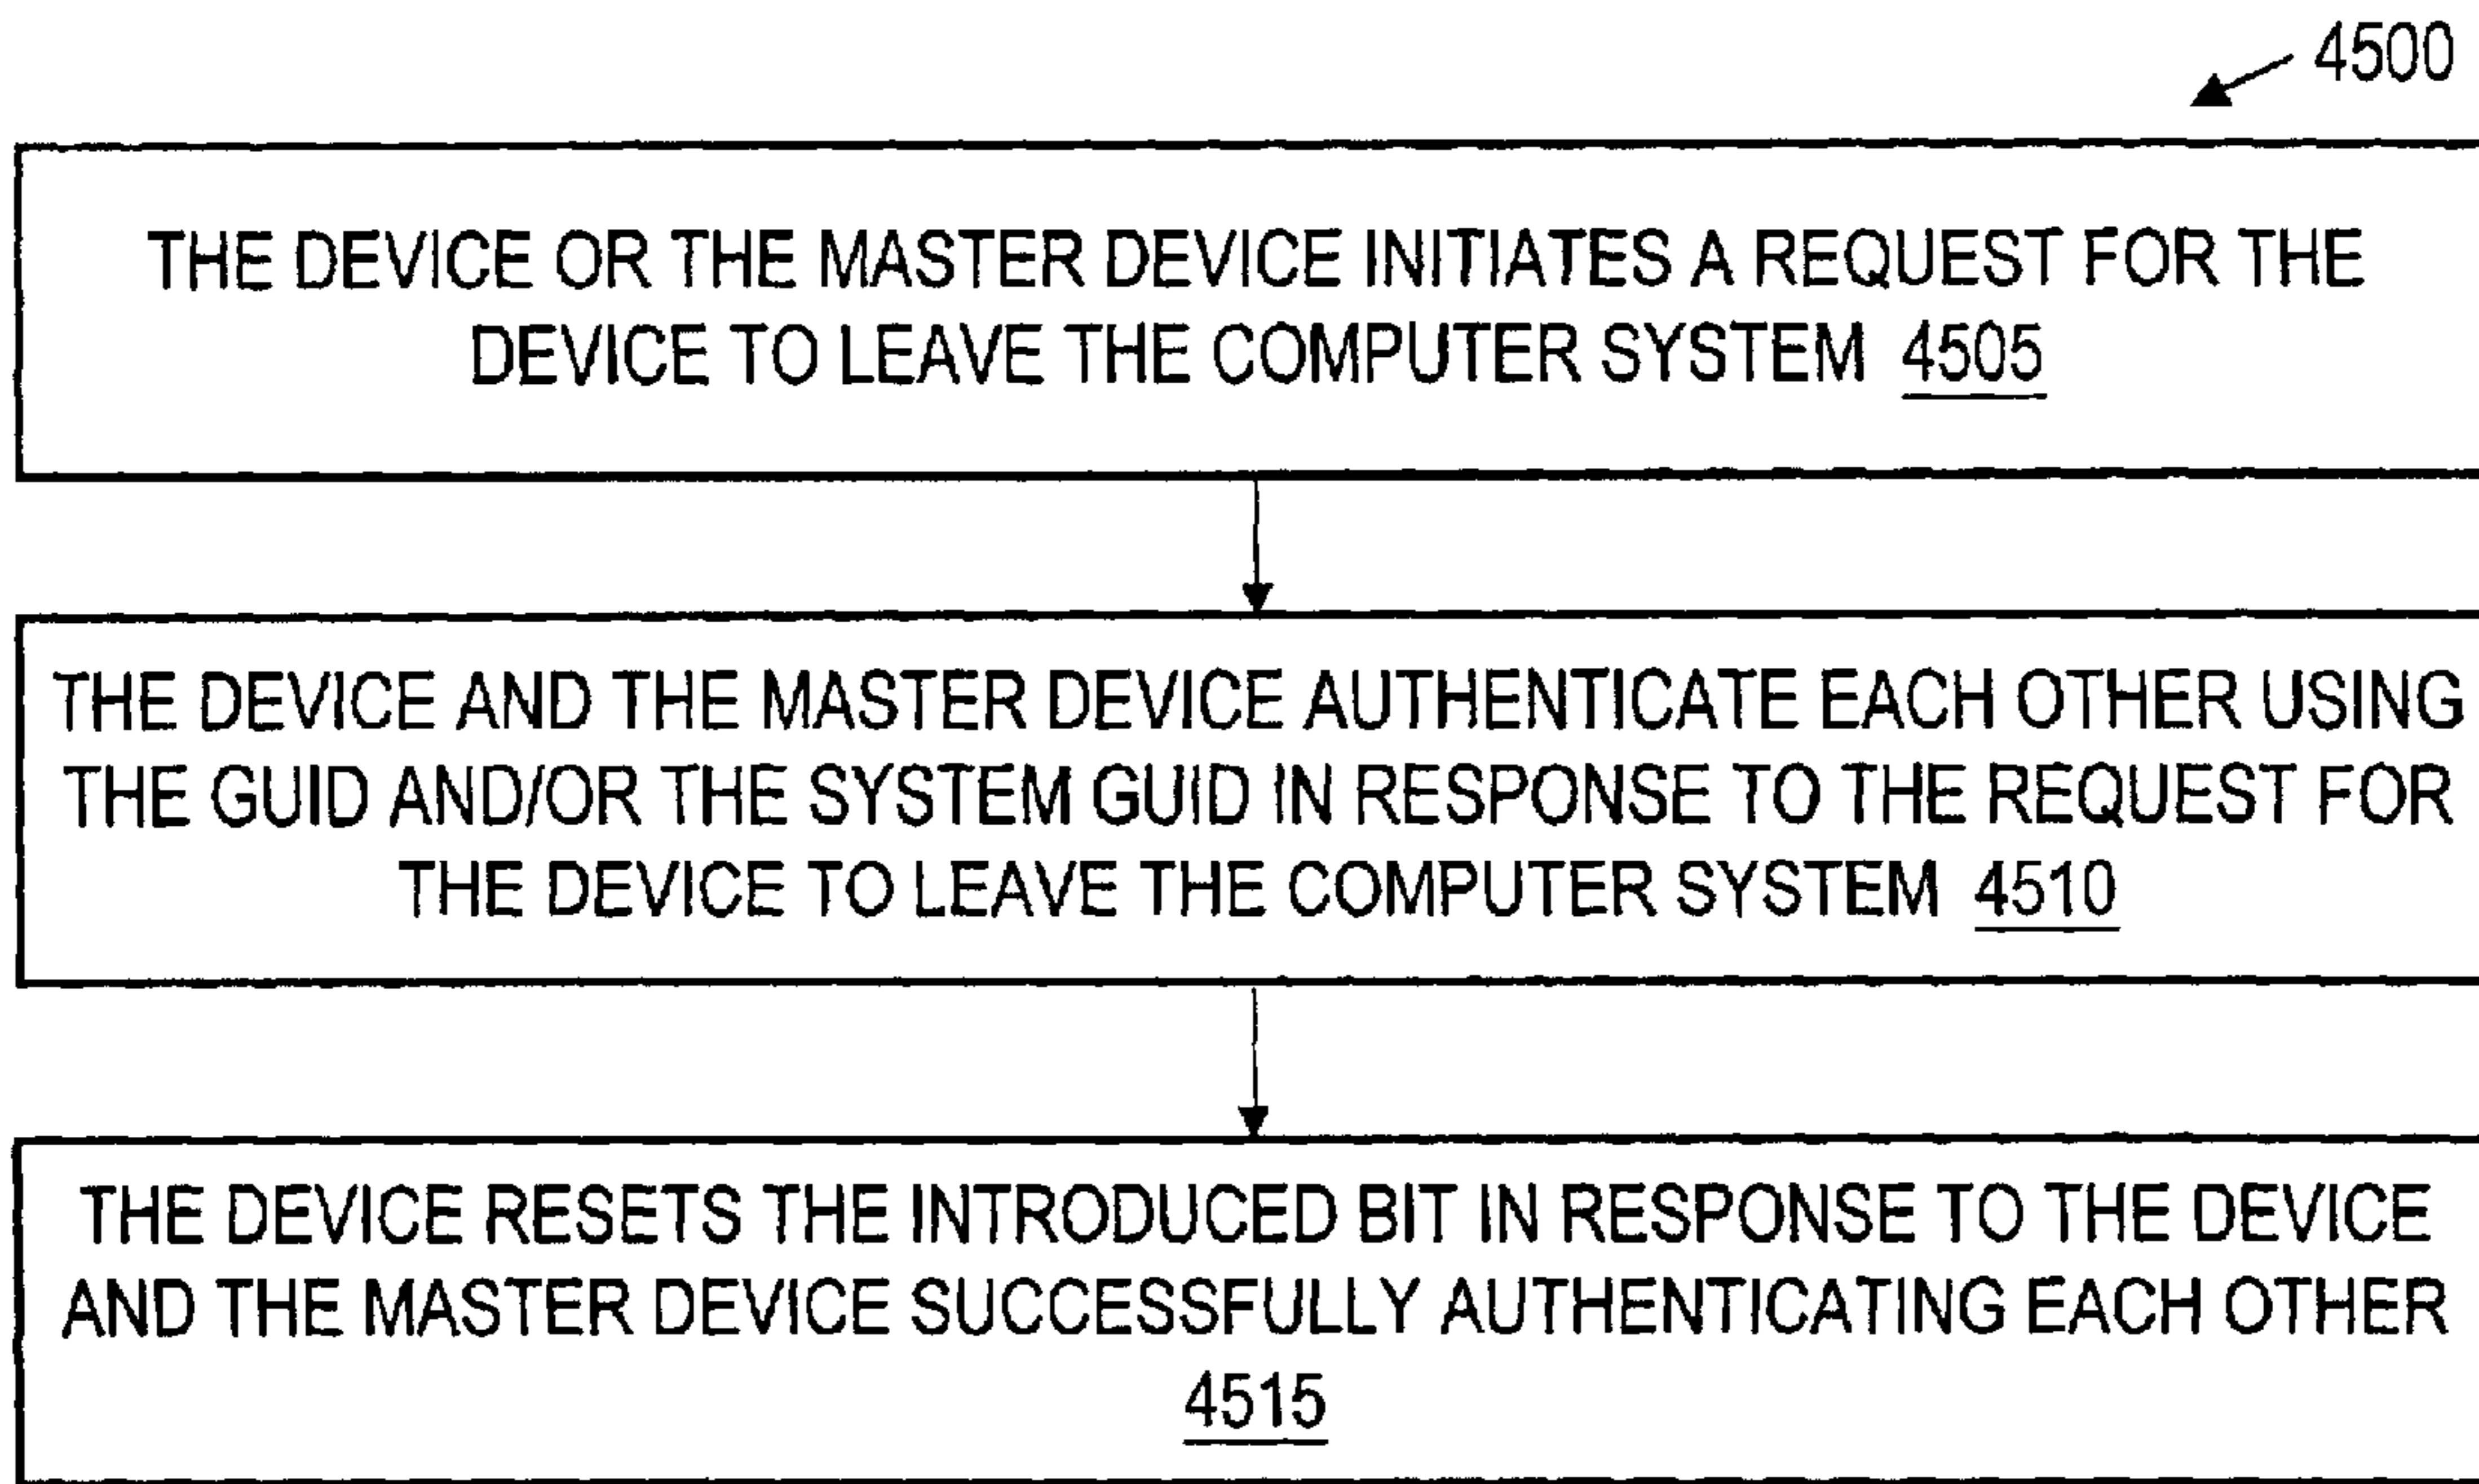 4500
THE DEVICE OR THE MASTER DEVICE INITIATES A REQUEST FOR THE
DEVICE TO LEAVE THE COMPUTER SYSTEM 4505
THE DEVICE AND THE MASTER DEVICE AUTHENTICATE EACH OTHER USING
THE GUID AND/OR THE SYSTEM GUID IN RESPONSE TO THE REQUEST FOR
THE DEVICE TO LEAVE THE COMPUTER SYSTEM 4510
THE DEVICE RESETS THE INTRODUCED BIT IN RESPONSE TO THE DEVICE
AND THE MASTER DEVICE SUCCESSFULLY AUTHENTICATING EACH OTHER
4515